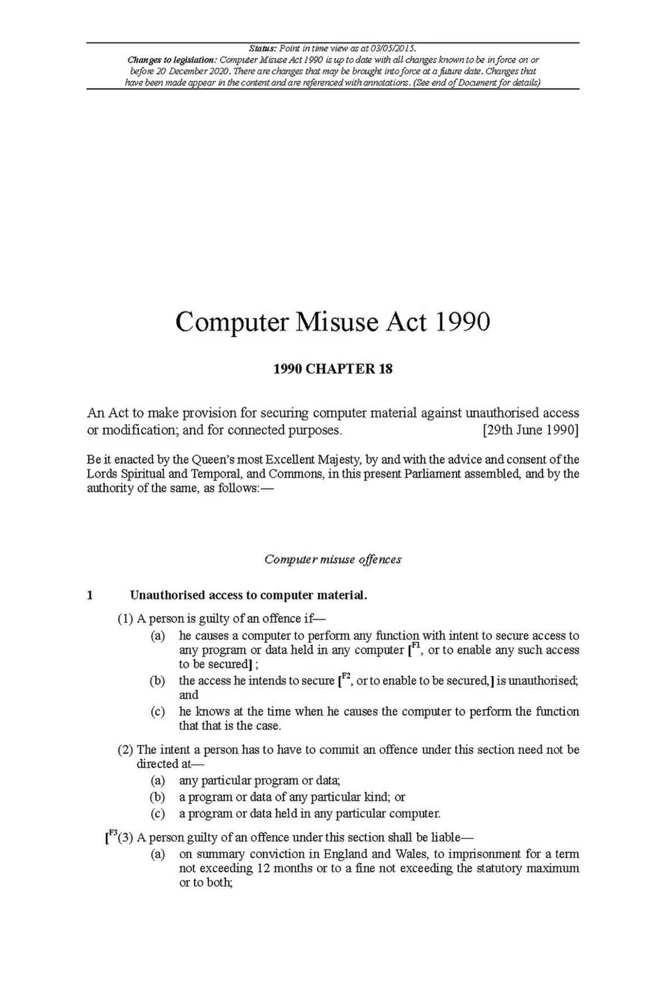 Status: Point in time view as at 03/05/2015.
Changes to legislation: Computer Misuse Act 1990 is up to date with all changes known to be in force on or
before 20 December 2020. There are changes that may be brought into force at a future date. Changes that
have been made appear in the content and are referenced with annotations. (See end of Document for details)
Computer Misuse Act 1990
1990 CHAPTER 18
An Act to make provision for securing computer material against unauthorised access
or modification; and for connected purposes. [29th June 1990]
Be it enacted by the Queen’s most Excellent Majesty, by and with the advice and consent of the
Lords Spiritual and Temporal, and Commons, in this present Parliament assembled, and by the
authority of the same, as follows:—
Computer misuse offences
1 Unauthorised access to computer material.
(1) A person is guilty of an offence if—
(a) he causes a computer to perform any function with intent to secure access to
any program or data held in any computer [F1, or to enable any such access
to be secured] ;
(b) the access he intends to secure [F2, or to enable to be secured,] is unauthorised;
and
(c) he knows at the time when he causes the computer to perform the function
that that is the case.
(2) The intent a person has to have to commit an offence under this section need not be
directed at—
(a) any particular program or data;
(b) a program or data of any particular kind; or
(c) a program or data held in any particular computer.
[F3(3) A person guilty of an offence under this section shall be liable—
(a) on summary conviction in England and Wales, to imprisonment for a term
not exceeding 12 months or to a fine not exceeding the statutory maximum
or to both;